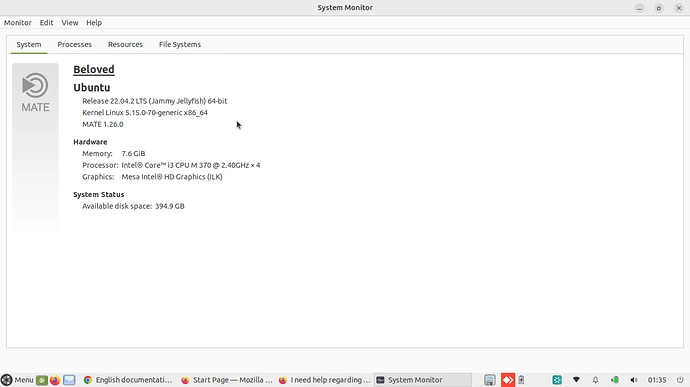 System Monitor
Monitor Edit View Help
System Processes Resources File Systems
MATE
Beloved
Ubuntu
Release 22.04.2 LTS (Jammy Jellyfish) 64-bit
Kernel Linux 5.15.0-70-generic x86_64
MATE 1.26.0
Hardware
Memory: 7.6 GiB
Processor: Intel® Core™ i3 CPU M 370 @ 2.40GHz × 4
Graphics: Mesa Intel® HD Graphics (ILK)
System Status
Available disk space: 394.9 GB
Menu English documentati... Start Page — Mozilla ... I need help regarding ... System Monitor 01:35